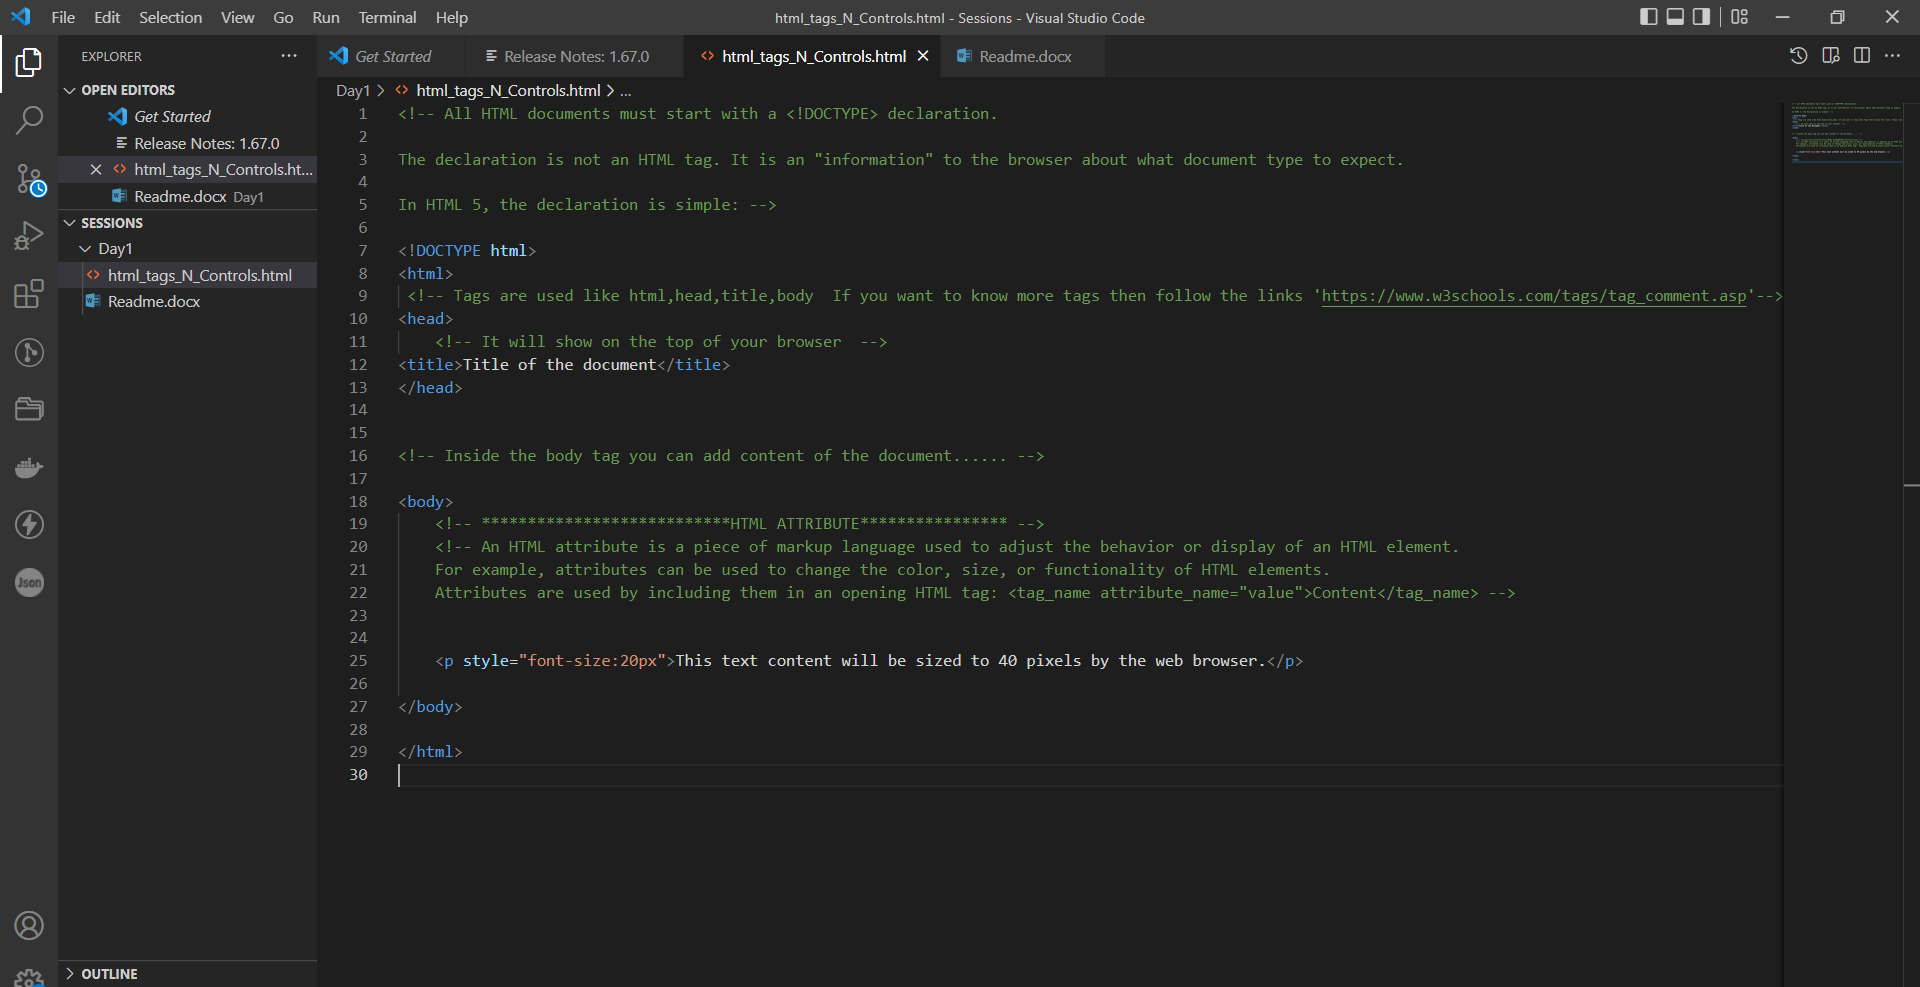 File Edit Selection View Go Run Terminal Help
html_tags_N_Controls.html - Sessions - Visual Studio Code
EXPLORER
OPEN EDITORS
Get Started
Release Notes: 1.67.0
html_tags_N_Controls.ht...
Readme.docx Day1
SESSIONS
Day1
html_tags_N_Controls.html
Readme.docx
Json
OUTLINE
Get Started
Release Notes: 1.67.0
html_tags_N_Controls.html
Readme.docx
Day1 > html_tags_N_Controls.html > ...
1 <!-- All HTML documents must start with a <!DOCTYPE> declaration.
2
3 The declaration is not an HTML tag. It is an "information" to the browser about what document type to expect.
4
5 In HTML 5, the declaration is simple: -->
6
7 <!DOCTYPE html>
8 <html>
9 <!-- Tags are used like html,head,title,body  If you want to know more tags then follow the links 'https://www.w3schools.com/tags/tag_comment.asp'-->
10 <head>
11 <!-- It will show on the top of your browser  -->
12 <title>Title of the document</title>
13 </head>
14
15
16 <!-- Inside the body tag you can add content of the document...... -->
17
18 <body>
19 <!-- ***************************HTML ATTRIBUTE**************** -->
20 <!-- An HTML attribute is a piece of markup language used to adjust the behavior or display of an HTML element.
21 For example, attributes can be used to change the color, size, or functionality of HTML elements.
22 Attributes are used by including them in an opening HTML tag: <tag_name attribute_name="value">Content</tag_name> -->
23
24
25 <p style="font-size:20px">This text content will be sized to 40 pixels by the web browser.</p>
26
27 </body>
28
29 </html>
30